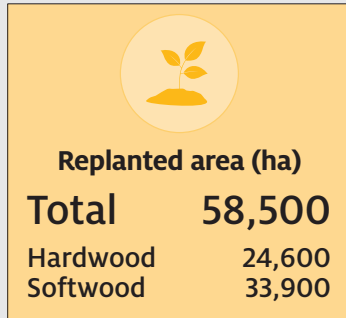 Replanted area (ha)
Total 58,500
Hardwood 24,600
Softwood 33,900